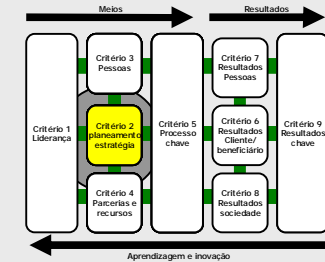 Meios
Resultados
Critério 1
Liderança
Critério 3
Pessoas
Critério 2
planeamento
estratégia
Critério 4
Parcerias e
recursos
Critério 5
Processo
chave
Critério 7
Resultados
Pessoas
Critério 6
Resultados
Cliente/
beneficiário
Critério 8
Resultados
sociedade
Critério 9
Resultados
chave
Aprendizagem e inovação